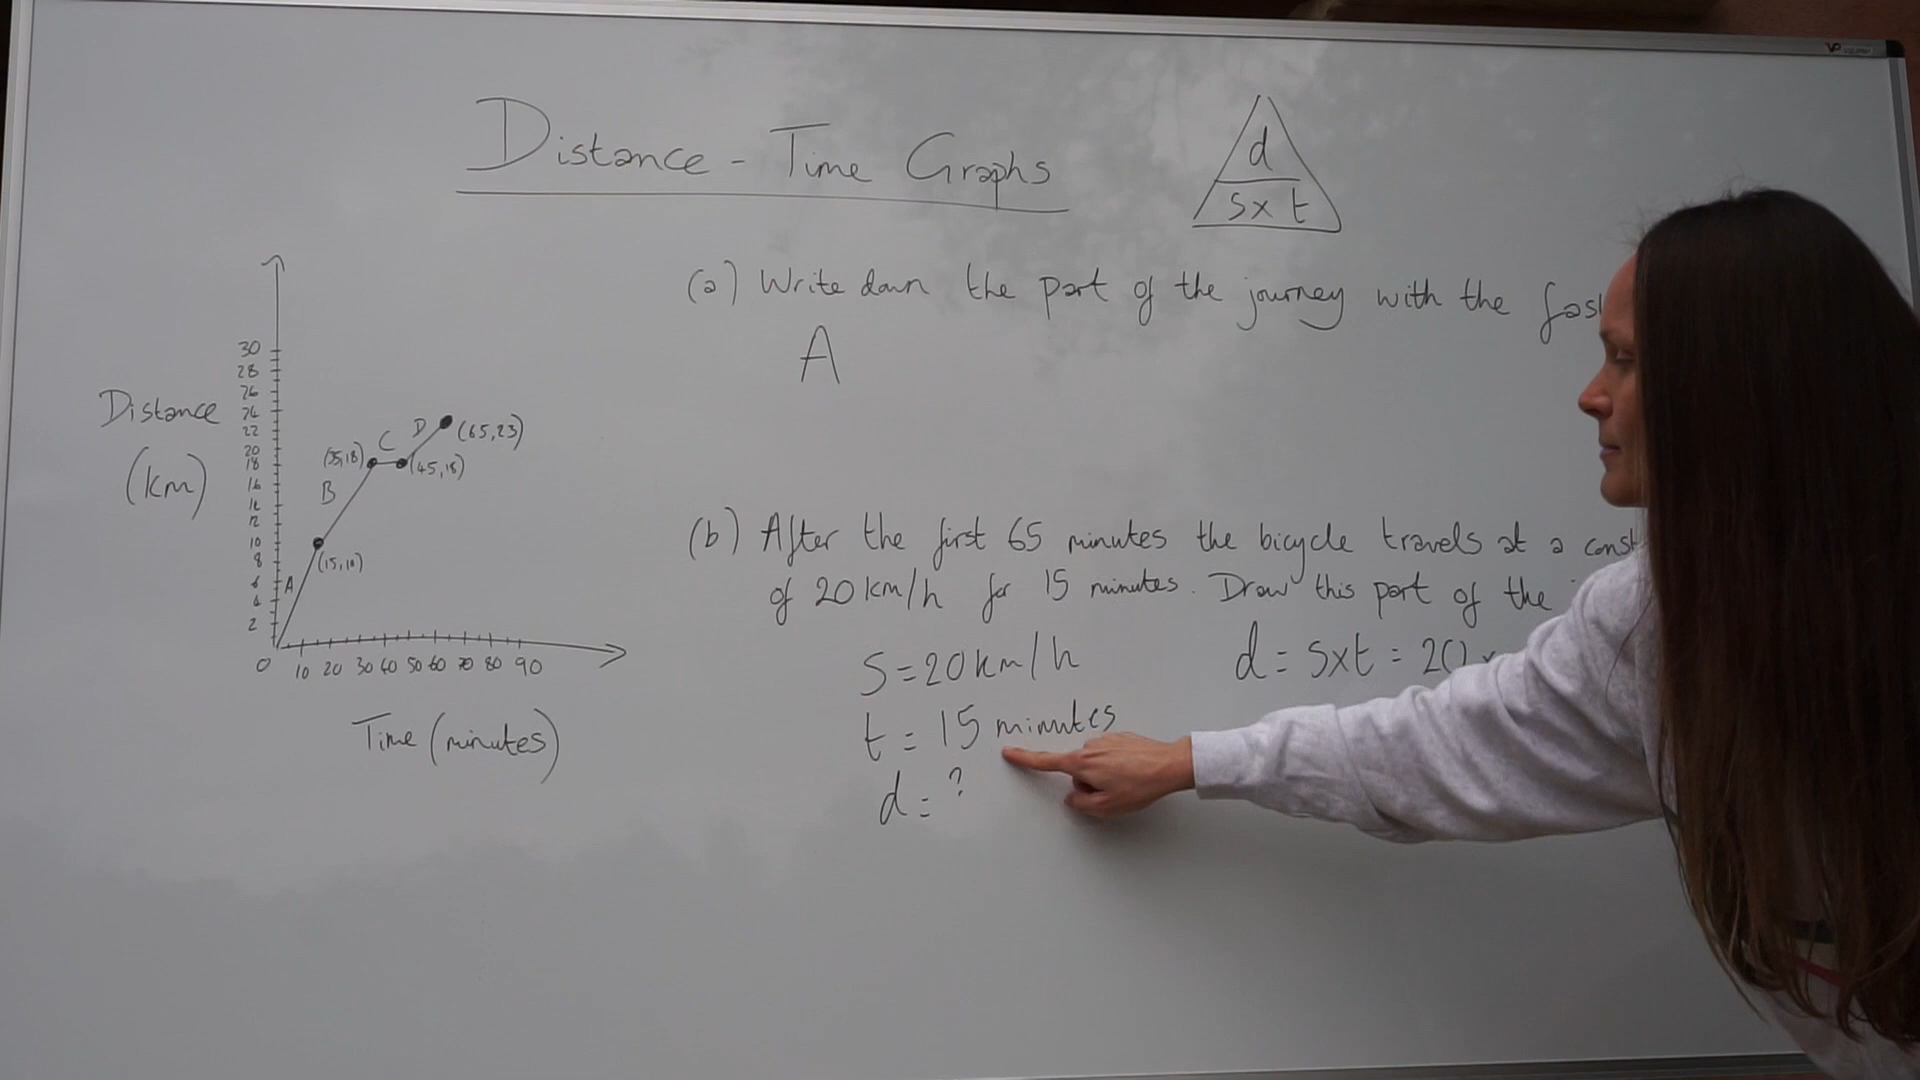 Distance - Time Graphs
d
s x t
(a) Write down the part of the journey with the
A
30
28
26
24
22
20
18
16
14
12
10
8
6
4
2
0
Distance
(km)
A
B
C
D
(15,10)
(35,18)
(45,18)
(65,23)
10 20 30 40 50 60 70 80 90
Time (minutes)
(b) After the first 65 minutes the bicycle travels at a
of 20 km/h for 15 minutes. Draw this part of the
S = 20 km/h
d = s x t = 20
t = 15 minutes
d = ?